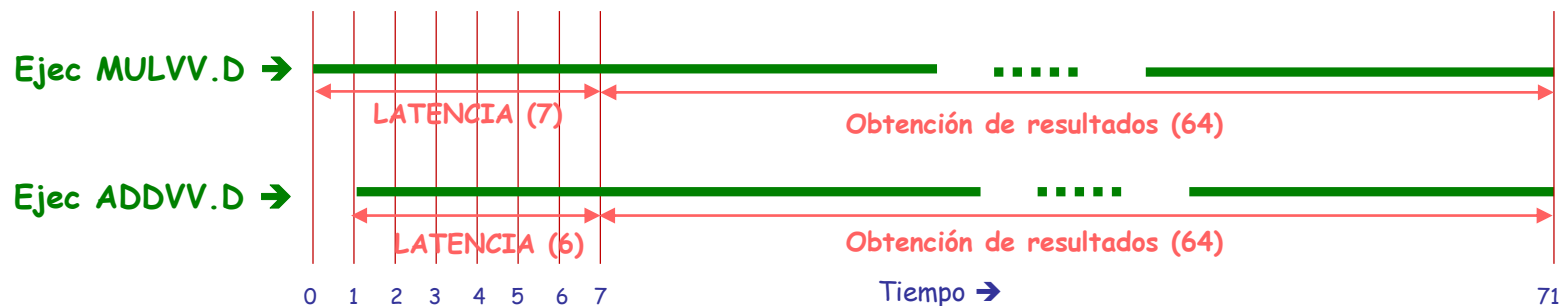 Ejec MULVV.D ➔
LATENCIA (7)
Obtención de resultados (64)
Ejec ADDVV.D ➔
LATENCIA (6)
Obtención de resultados (64)
0 1 2 3 4 5 6 7 Tiempo ➔ 71